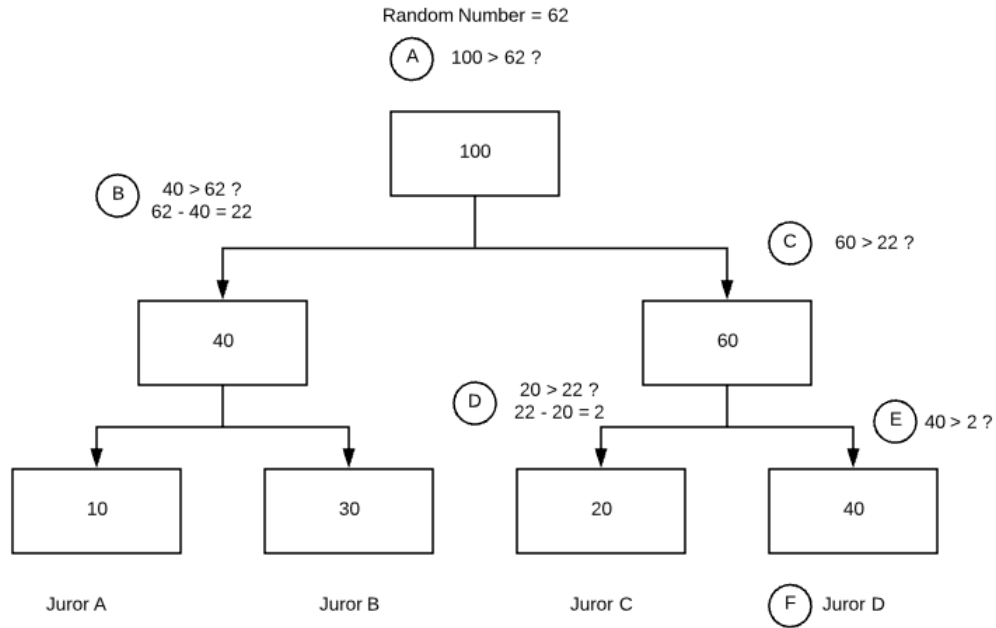 Random Number = 62
A
100 > 62 ?
100
B
40 > 62 ?
62 - 40 = 22
C
60 > 22 ?
40
60
D
20 > 22 ?
22 - 20 = 2
E
40 > 2 ?
10
30
20
40
Juror A
Juror B
Juror C
F
Juror D